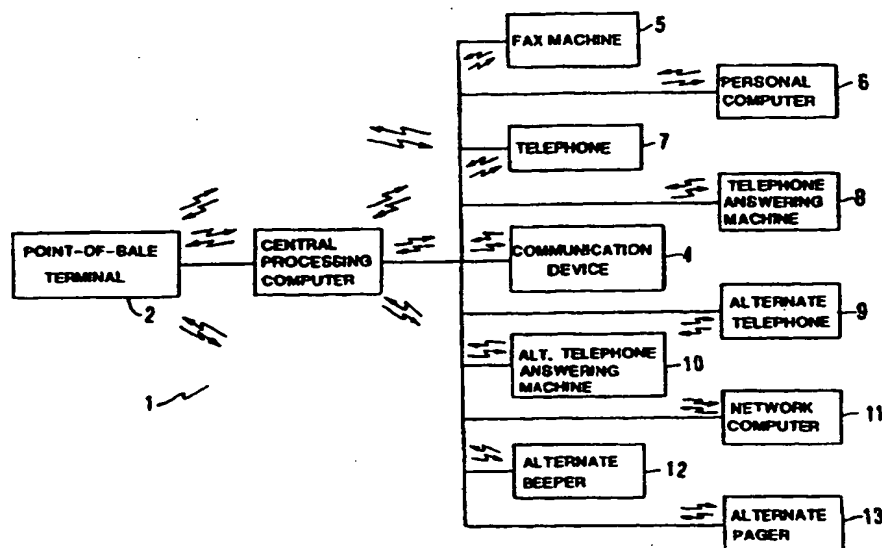 FAX MACHINE
5
PERSONAL
COMPUTER
6
TELEPHONE
7
TELEPHONE
ANSWERING
MACHINE
8
POINT-OF-BALE
TERMINAL
2
CENTRAL
PROCESSING
COMPUTER
COMMUNICATION
DEVICE
4
ALTERNATE
TELEPHONE
9
1
ALT. TELEPHONE
ANSWERING
MACHINE
10
NETWORK
COMPUTER
11
ALTERNATE
BEEPER
12
ALTERNATE
PAGER
13